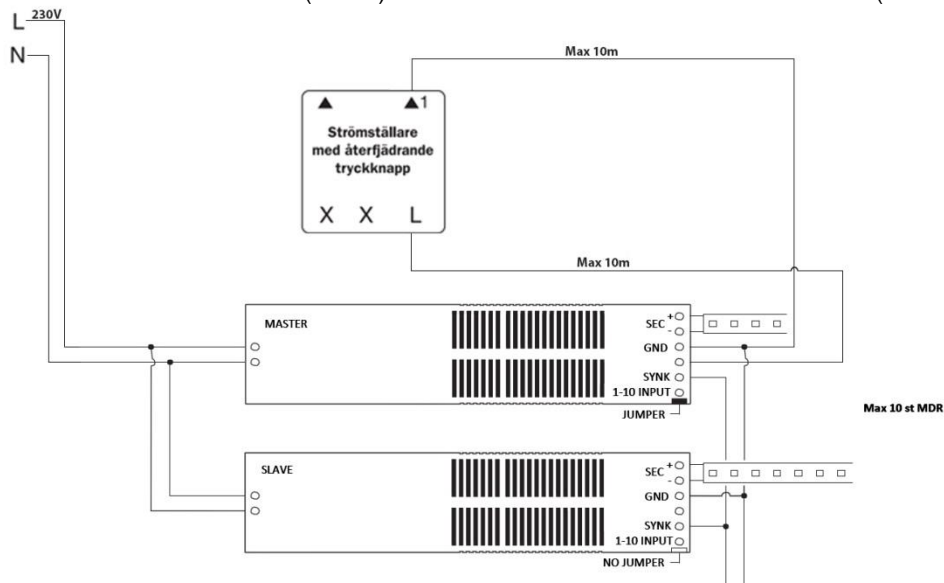 L 230V
N
Max 10m
▲ ▲1
Strömställare
med återfjädrande
tryckknapp
X X L
Max 10m
MASTER
SEC + -
GND
SYNK
1-10 INPUT
JUMPER
Max 10 st MDR
SLAVE
SEC + -
GND
SYNK
1-10 INPUT
NO JUMPER